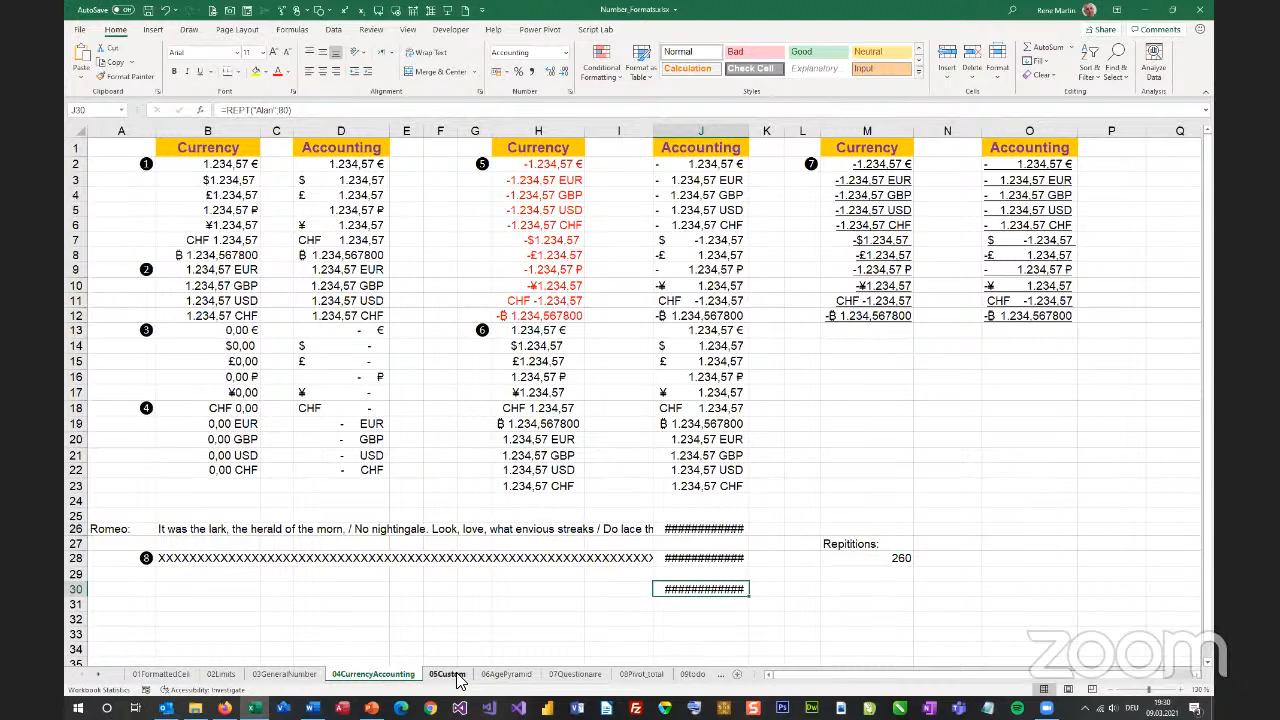 AutoSave
Number_Formats.xlsx
Rene Martin
File Home Insert Draw Page Layout Formulas Data Review View Developer Help Power Pivot Script Lab Share Comments
Paste Cut Copy Format Painter
Arial 11
Wrap Text
Merge & Center
Accounting
Conditional Formatting Format as Table
Normal Bad Good Neutral
Calculation Check Cell Explanatory... Input
Insert Delete Format
AutoSum Fill Clear
Sort & Filter Find & Select
Analyze Data
Clipboard Font Alignment Number Styles Cells Editing Analysis
J30 =REPT("Alan";80)
A B C D E F G H I J K L M N O P Q
1 Currency Accounting Currency Accounting Currency Accounting
2 1 1.234,57 € 1.234,57 € 5 -1.234,57 € - 1.234,57 € 7 -1.234,57 € - 1.234,57 €
3 $1.234,57 $ 1.234,57 -1.234,57 EUR - 1.234,57 EUR -1.234,57 EUR - 1.234,57 EUR
4 £1.234,57 £ 1.234,57 -1.234,57 GBP - 1.234,57 GBP -1.234,57 GBP - 1.234,57 GBP
5 1.234,57 ₽ 1.234,57 ₽ -1.234,57 USD - 1.234,57 USD -1.234,57 USD - 1.234,57 USD
6 ¥1.234,57 ¥ 1.234,57 -1.234,57 CHF - 1.234,57 CHF -1.234,57 CHF - 1.234,57 CHF
7 CHF 1.234,57 CHF 1.234,57 -$1.234,57 $ -1.234,57 -$1.234,57 $ -1.234,57
8 ₿ 1.234,567800 ₿ 1.234,567800 -£1.234,57 -£ 1.234,57 -£1.234,57 -£ 1.234,57
9 2 1.234,57 EUR 1.234,57 EUR -1.234,57 ₽ - 1.234,57 ₽ -1.234,57 ₽ - 1.234,57 ₽
10 1.234,57 GBP 1.234,57 GBP -¥1.234,57 -¥ 1.234,57 -¥1.234,57 -¥ 1.234,57
11 1.234,57 USD 1.234,57 USD CHF -1.234,57 CHF -1.234,57 CHF -1.234,57 CHF -1.234,57
12 1.234,57 CHF 1.234,57 CHF -₿ 1.234,567800 -₿ 1.234,567800 -₿ 1.234,567800 -₿ 1.234,567800
13 3 0,00 € - € 6 1.234,57 € 1.234,57 €
14 $0,00 $ - $1.234,57 $ 1.234,57
15 £0,00 £ - £1.234,57 £ 1.234,57
16 0,00 ₽ - ₽ 1.234,57 ₽ 1.234,57 ₽
17 ¥0,00 ¥ - ¥1.234,57 ¥ 1.234,57
18 4 CHF 0,00 CHF - CHF 1.234,57 CHF 1.234,57
19 0,00 EUR - EUR ₿ 1.234,567800 ₿ 1.234,567800
20 0,00 GBP - GBP 1.234,57 EUR 1.234,57 EUR
21 0,00 USD - USD 1.234,57 GBP 1.234,57 GBP
22 0,00 CHF - CHF 1.234,57 USD 1.234,57 USD
23 1.234,57 CHF 1.234,57 CHF
24
25
26 Romeo: It was the lark, the herald of the morn, / No nightingale. Look, love, what envious streaks / Do lace th ############
27 Repititions:
28 8 XXXXXXXXXXXXXXXXXXXXXXXXXXXXXXXXXXXXXXXXXXXXXXXXXXXXXXXXXXXXXXXX ############ 260
29
30 ############
31
32
33
34
35
zoom
01FormattedCell 02Limits 03GeneralNumber 04CurrencyAccounting 05Custom 06AgePyramid 07Questionnaire 08Pivot_total 09todo ...
Workbook Statistics Accessibility: Investigate 130 %
DEU 19:30
09.03.2021